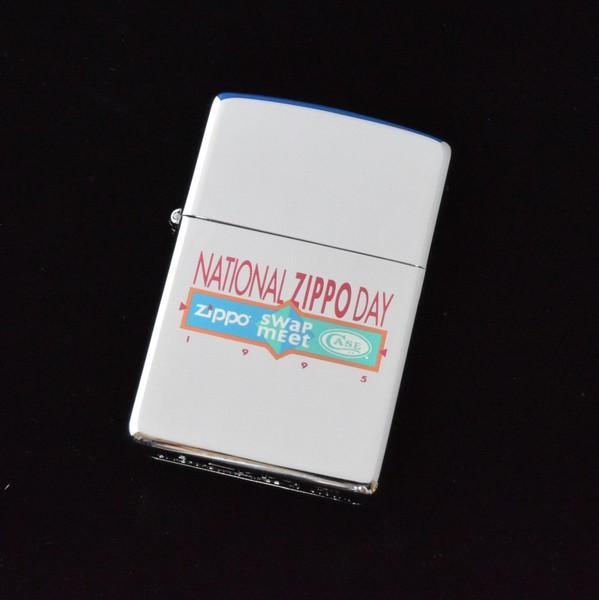 NATIONAL ZIPPO DAY
Zippo swap CASE
mEEt
1 9 9 5